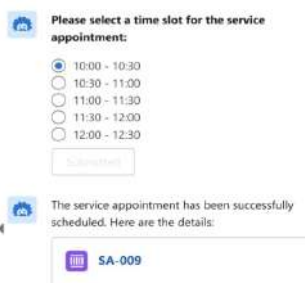 Please select a time slot for the service
appointment:
10:00 - 10:30
10:30 - 11:00
11:00 - 11:30
11:30 - 12:00
12:00 - 12:30
Submitted
The service appointment has been successfully
scheduled. Here are the details:
SA-009